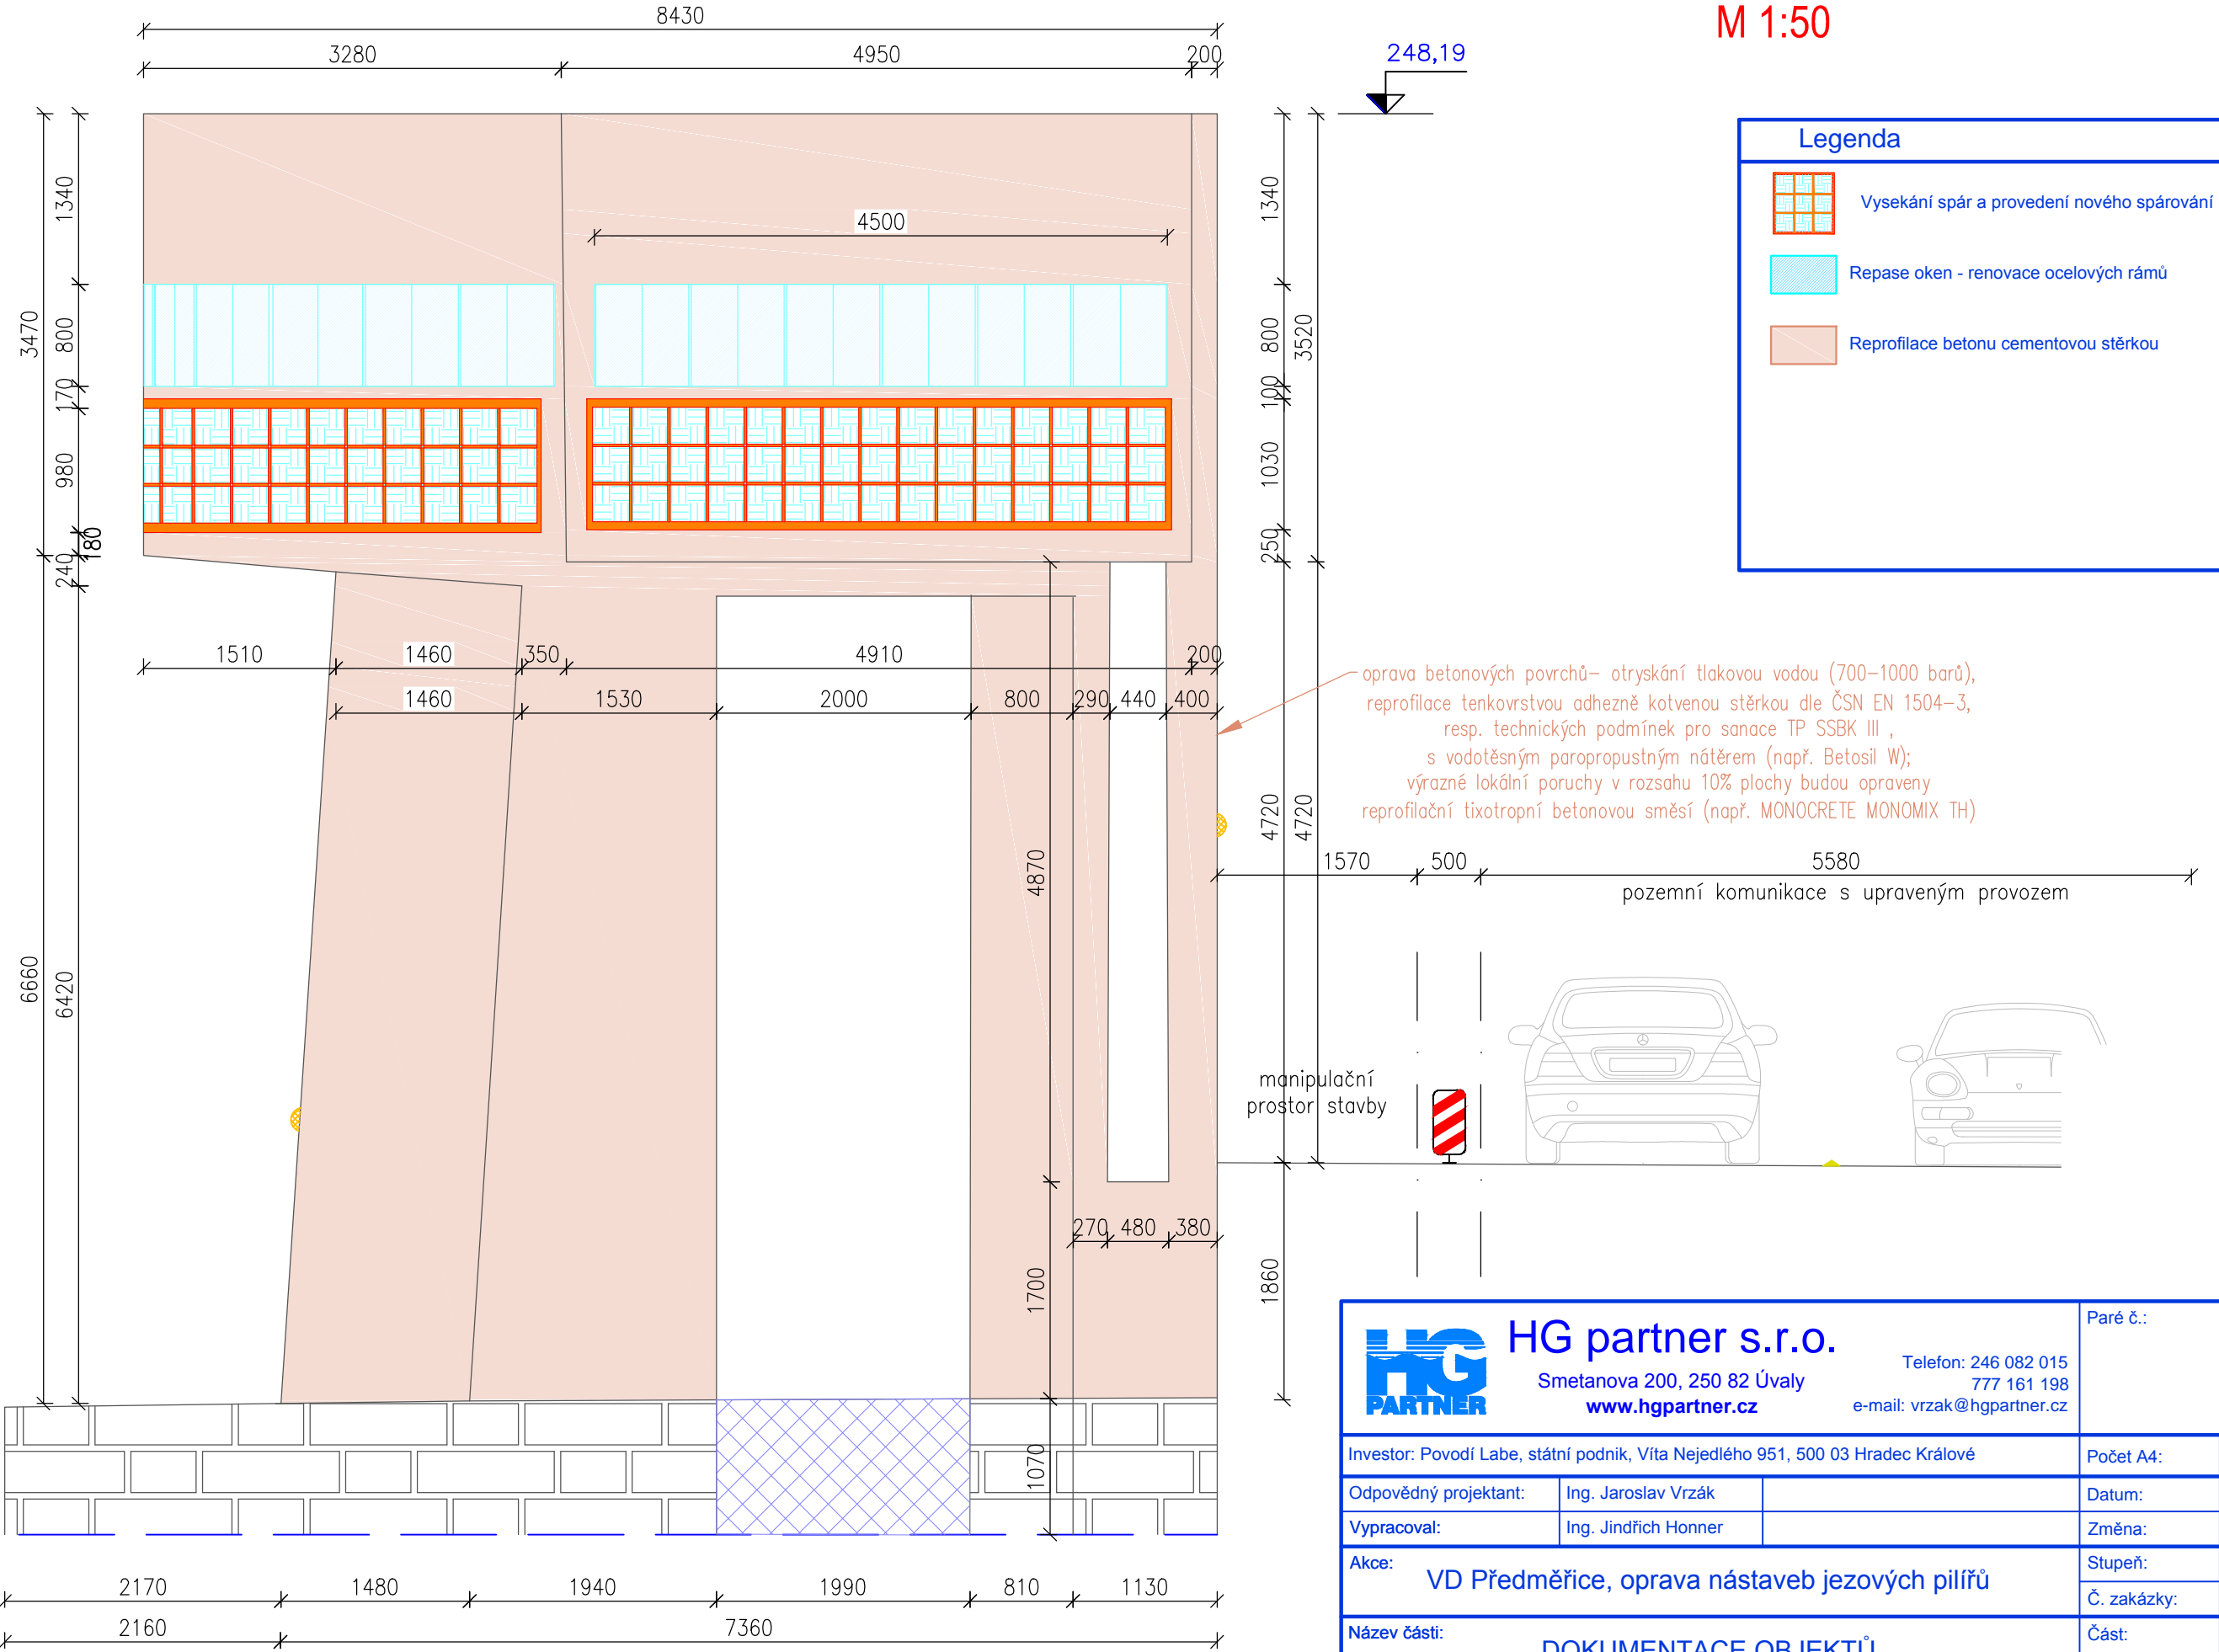 M 1:50
8430
3280
4950
200
248,19
Legenda
Vysekání spár a provedení nového spárování
Repase oken - renovace ocelových rámů
Reprofilace betonu cementovou stěrkou
4500
3470
1340
800
170
980
180
240
6660
6420
1340
800
100
1030
250
3520
4720
4720
1860
1510
1460
350
4910
200
1460
1530
2000
800
290
440
400
4870
1700
1070
270
480
380
oprava betonových povrchů– otryskání tlakovou vodou (700–1000 barů),
reprofilace tenkovrstvou adhezně kotvenou stěrkou dle ČSN EN 1504–3,
resp. technických podmínek pro sanace TP SSBK III ,
s vodotěsným paropropustným nátěrem (např. Betosil W);
výrazné lokální poruchy v rozsahu 10% plochy budou opraveny
reprofilační tixotropní betonovou směsí (např. MONOCRETE MONOMIX TH)
1570
500
5580
pozemní komunikace s upraveným provozem
manipulační
prostor stavby
2170
1480
1940
1990
810
1130
2160
7360
HG
PARTNER
HG partner s.r.o.
Smetanova 200, 250 82 Úvaly
www.hgpartner.cz
Telefon: 246 082 015
777 161 198
e-mail: vrzak@hgpartner.cz
Paré č.:
Investor: Povodí Labe, státní podnik, Víta Nejedlého 951, 500 03 Hradec Králové
Počet A4:
Odpovědný projektant: Ing. Jaroslav Vrzák
Datum:
Vypracoval: Ing. Jindřich Honner
Změna:
Akce: VD Předměřice, oprava nástaveb jezových pilířů
Stupeň:
Č. zakázky:
Název části: DOKUMENTACE OBJEKTŮ
Část: